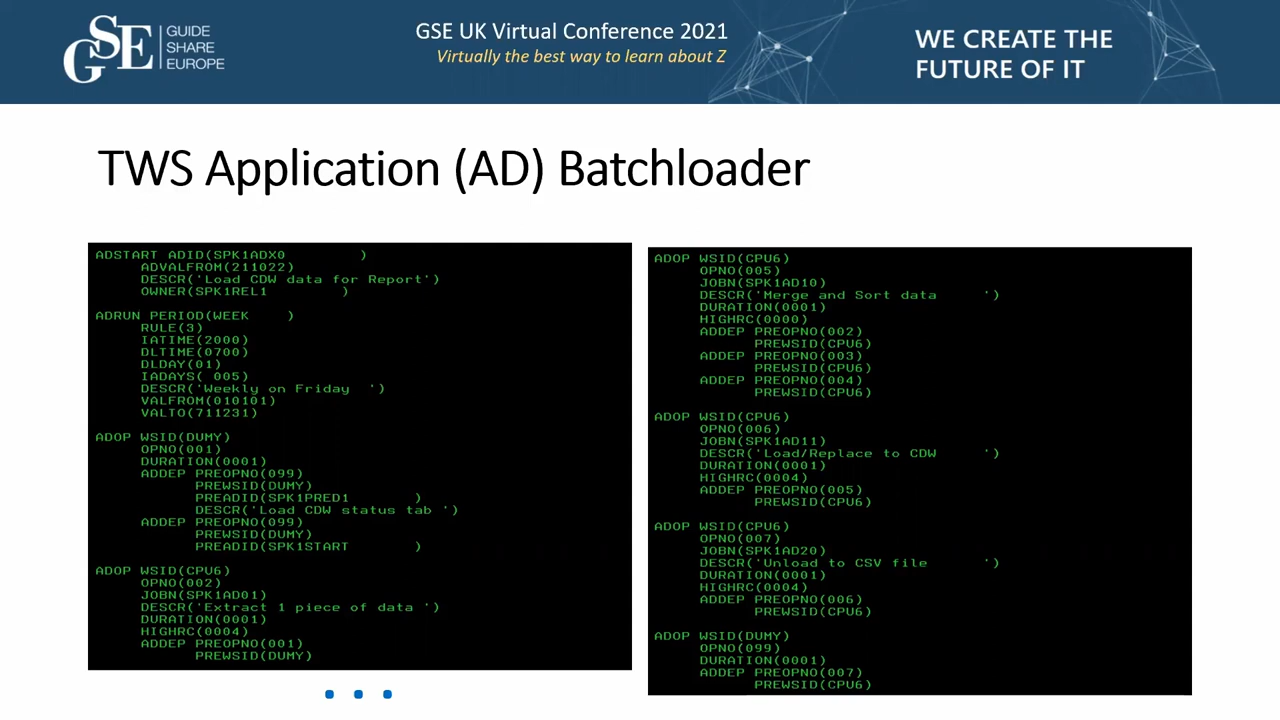 GSE
GUIDE
SHARE
EUROPE
GSE UK Virtual Conference 2021
Virtually the best way to learn about Z
WE CREATE THE
FUTURE OF IT
TWS Application (AD) Batchloader
ADSTART ADID(SPK1ADX0        )
ADVALFROM(211022)
DESCR('Load CDW data for Report')
OWNER(SPK1REL1        )
ADRUN PERIOD(WEEK    )
RULE(3)
IATIME(2000)
DLTIME(0700)
DLDAY(01)
IADAYS( 005)
DESCR('Weekly on Friday  ')
VALFROM(010101)
VALTO(711231)
ADOP WSID(DUMY)
OPNO(001)
DURATION(0001)
ADDEP PREOPNO(099)
PREWSID(DUMY)
PREADID(SPK1PRED1       )
DESCR('Load CDW status tab ')
ADDEP PREOPNO(099)
PREWSID(DUMY)
PREADID(SPK1START       )
ADOP WSID(CPU6)
OPNO(002)
JOBN(SPK1AD01)
DESCR('Extract 1 piece of data ')
DURATION(0001)
HIGHRC(0004)
ADDEP PREOPNO(001)
PREWSID(DUMY)
ADOP WSID(CPU6)
OPNO(005)
JOBN(SPK1AD10)
DESCR('Merge and Sort data     ')
DURATION(0001)
HIGHRC(0000)
ADDEP PREOPNO(002)
PREWSID(CPU6)
ADDEP PREOPNO(003)
PREWSID(CPU6)
ADDEP PREOPNO(004)
PREWSID(CPU6)
ADOP WSID(CPU6)
OPNO(006)
JOBN(SPK1AD11)
DESCR('Load/Replace to CDW     ')
DURATION(0001)
HIGHRC(0004)
ADDEP PREOPNO(005)
PREWSID(CPU6)
ADOP WSID(CPU6)
OPNO(007)
JOBN(SPK1AD20)
DESCR('Unload to CSV file      ')
DURATION(0001)
HIGHRC(0004)
ADDEP PREOPNO(006)
PREWSID(CPU6)
ADOP WSID(DUMY)
OPNO(099)
DURATION(0001)
ADDEP PREOPNO(007)
PREWSID(CPU6)
. . .